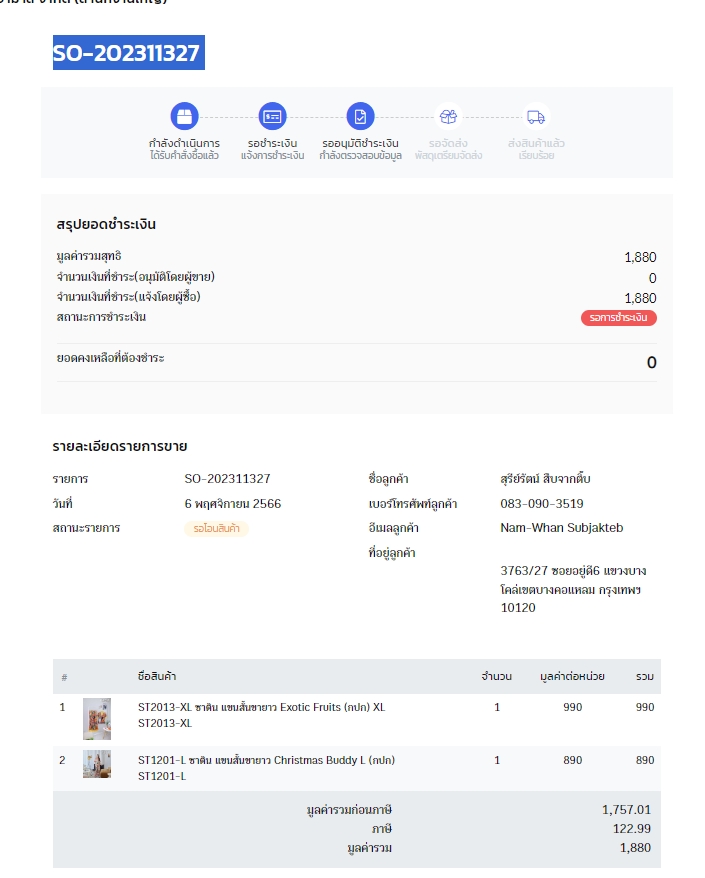 SO-202311327
กำลังดำเนินการ
ได้รับคำสั่งซื้อแล้ว
รอชำระเงิน
แจ้งการชำระเงิน
รออนุมัติชำระเงิน
กำลังตรวจสอบข้อมูล
รอจัดส่ง
พัสดุเตรียมจัดส่ง
ส่งสินค้าแล้ว
เรียบร้อย
สรุปยอดชำระเงิน
มูลค่ารวมสุทธิ 1,880
จำนวนเงินที่ชำระ(อนุมัติโดยผู้ขาย) 0
จำนวนเงินที่ชำระ(แจ้งโดยผู้ซื้อ) 1,880
สถานะการชำระเงิน รอการชำระเงิน
ยอดคงเหลือที่ต้องชำระ 0
รายละเอียดรายการขาย
รายการ SO-202311327
วันที่ 6 พฤศจิกายน 2566
สถานะรายการ รอโอนสินค้า
ชื่อลูกค้า สุรีย์รัตน์ สืบจากดิ๊บ
เบอร์โทรศัพท์ลูกค้า 083-090-3519
อีเมลลูกค้า Nam-Whan Subjakteb
ที่อยู่ลูกค้า
3763/27 ซอยอยู่ดี6 แขวงบาง
โคล่เขตบางคอแหลม กรุงเทพฯ
10120
# ชื่อสินค้า จำนวน มูลค่าต่อหน่วย รวม
1 ST2013-XL ซาติน แขนสั้นขายาว Exotic Fruits (กปก) XL 1 990 990
ST2013-XL
2 ST1201-L ซาติน แขนสั้นขายาว Christmas Buddy L (กปก) 1 890 890
ST1201-L
มูลค่ารวมก่อนภาษี 1,757.01
ภาษี 122.99
มูลค่ารวม 1,880